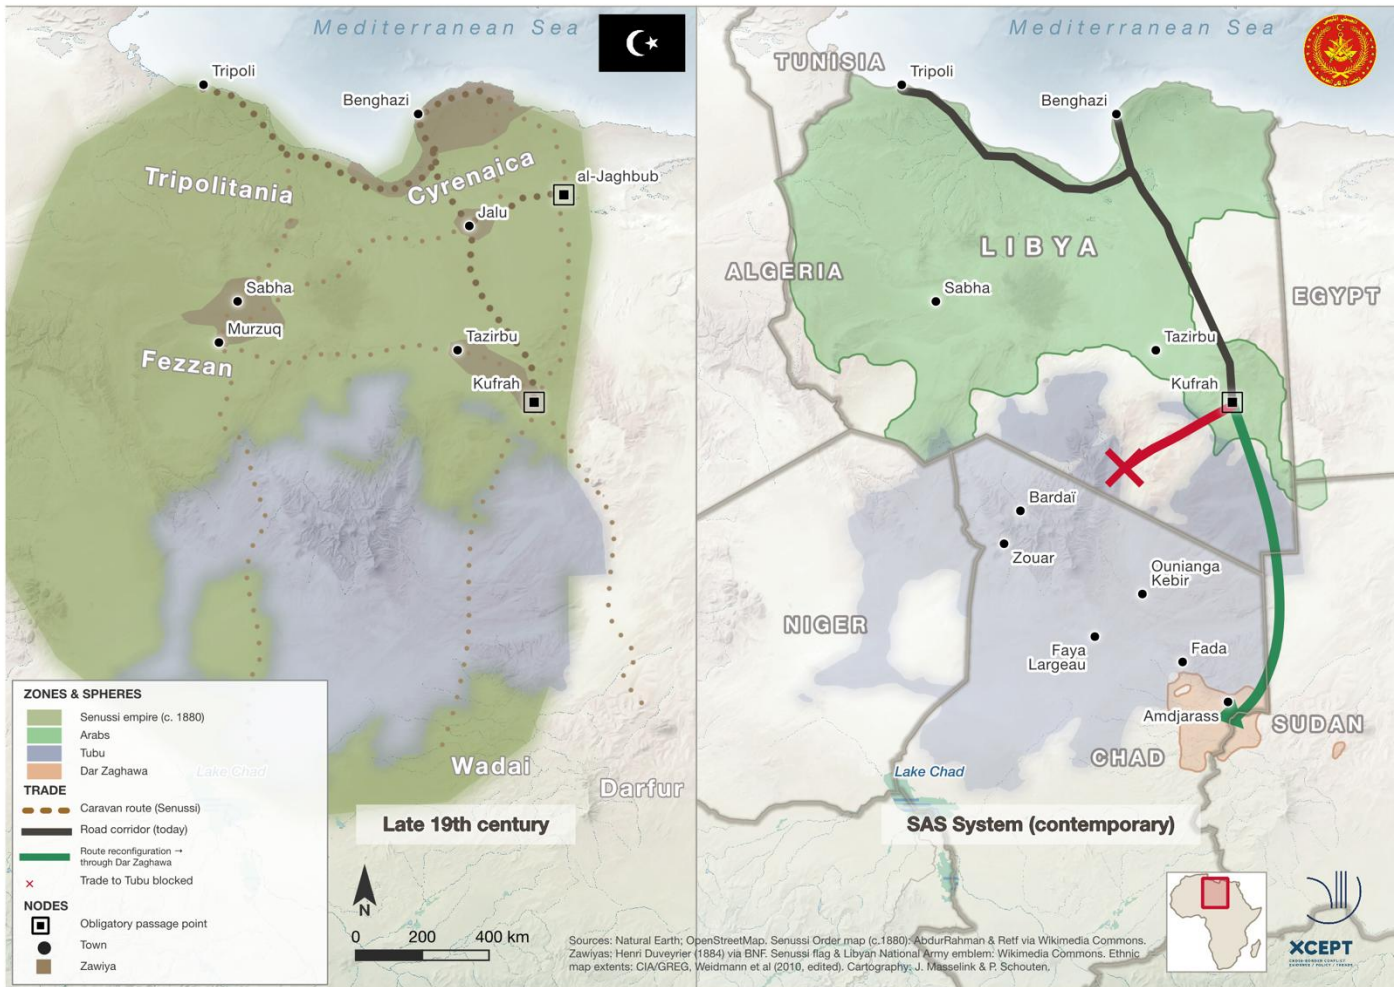 Mediterranean Sea
Tripoli
Benghazi
Tripolitania
Cyrenaica
al-Jaghbub
Jalu
Sabha
Murzuq
Fezzan
Tazirbu
Kufrah
Wadai
Darfur
Lake Chad
Late 19th century
ZONES & SPHERES
Senussi empire (c. 1880)
Arabs
Tubu
Dar Zaghawa
TRADE
Caravan route (Senussi)
Road corridor (today)
Route reconfiguration →
through Dar Zaghawa
Trade to Tubu blocked
NODES
Obligatory passage point
Town
Zawiya
N
0 200 400 km
Mediterranean Sea
TUNISIA
Tripoli
Benghazi
LIBYA
ALGERIA
EGYPT
Sabha
Tazirbu
Kufrah
Bardaï
Zouar
Ounianga
Kebir
NIGER
Faya
Largeau
Fada
Amdjarass
SUDAN
CHAD
Lake Chad
SAS System (contemporary)
Sources: Natural Earth; OpenStreetMap. Senussi Order map (c.1880): AbdurRahman & Retf via Wikimedia Commons.
Zawiyas: Henri Duveyrier (1884) via BNF. Senussi flag & Libyan National Army emblem: Wikimedia Commons. Ethnic
map extents: CIA/GREG, Weidmann et al (2010, edited). Cartography: J. Masselink & P. Schouten.
XCEPT
CROSS-BORDER CONFLICT
EVIDENCE / POLICY / TRENDS